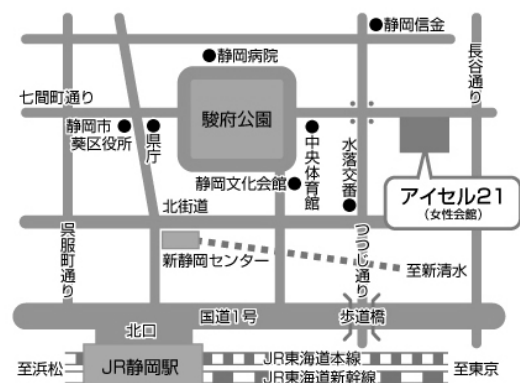 静岡信金
静岡病院
長谷通り
七間町通り
駿府公園
静岡市
葵区役所
県庁
中央体育館
水落交番
静岡文化会館
アイセル21
(女性会館)
北街道
呉服町通り
新静岡センター
つつじ通り
至新清水
国道1号
歩道橋
北口
至浜松
JR静岡駅
JR東海道本線
JR東海道新幹線
至東京